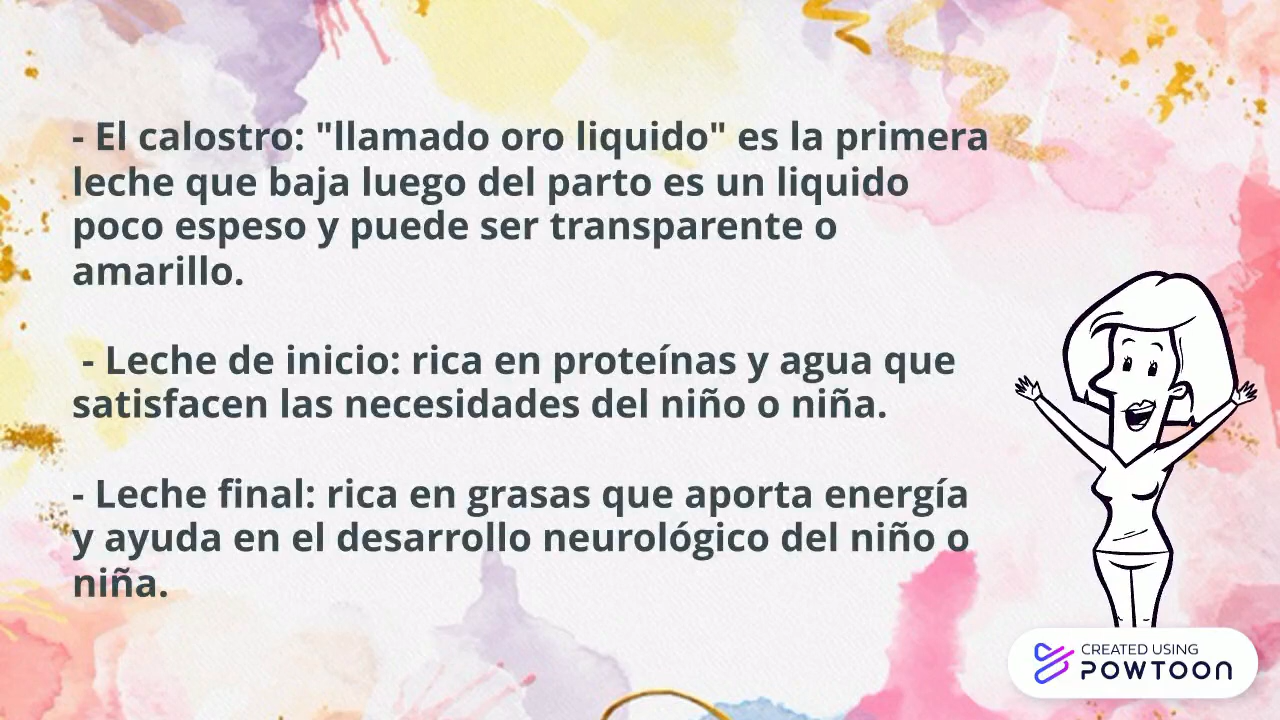 - El calostro: "llamado oro liquido" es la primera
leche que baja luego del parto es un liquido
poco espeso y puede ser transparente o
amarillo.
- Leche de inicio: rica en proteínas y agua que
satisfacen las necesidades del niño o niña.
- Leche final: rica en grasas que aporta energía
y ayuda en el desarrollo neurológico del niño o
niña.
CREATED USING
POWTOON